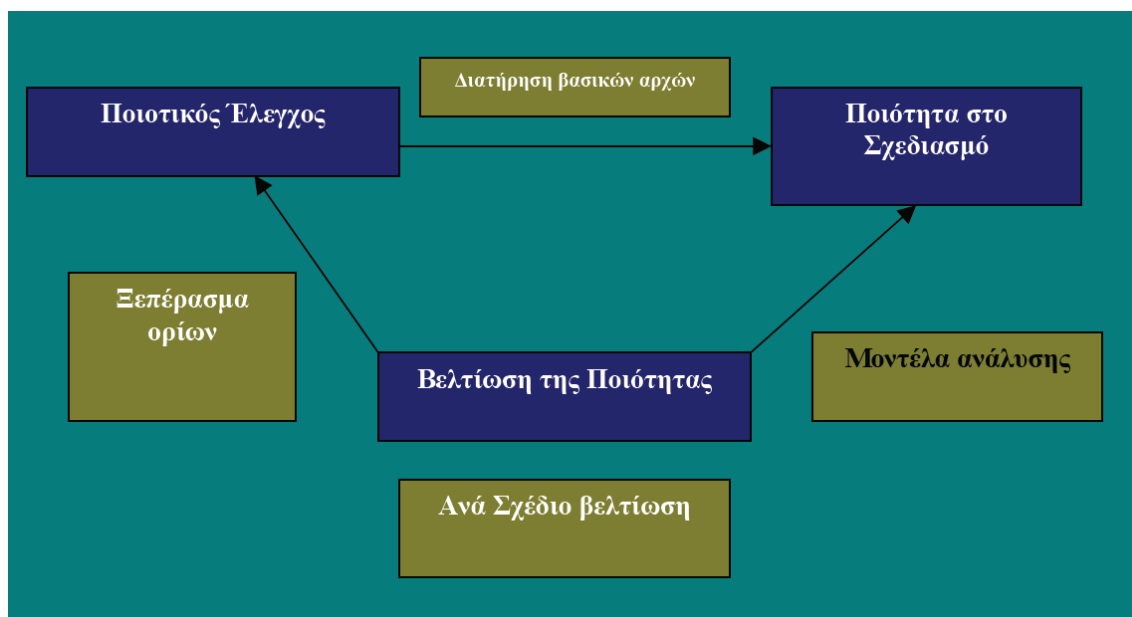 Διατήρηση βασικών αρχών
Ποιοτικός Έλεγχος
Ποιότητα στο
Σχεδιασμό
Ξεπέρασμα
ορίων
Βελτίωση της Ποιότητας
Μοντέλα ανάλυσης
Ανά Σχέδιο βελτίωση